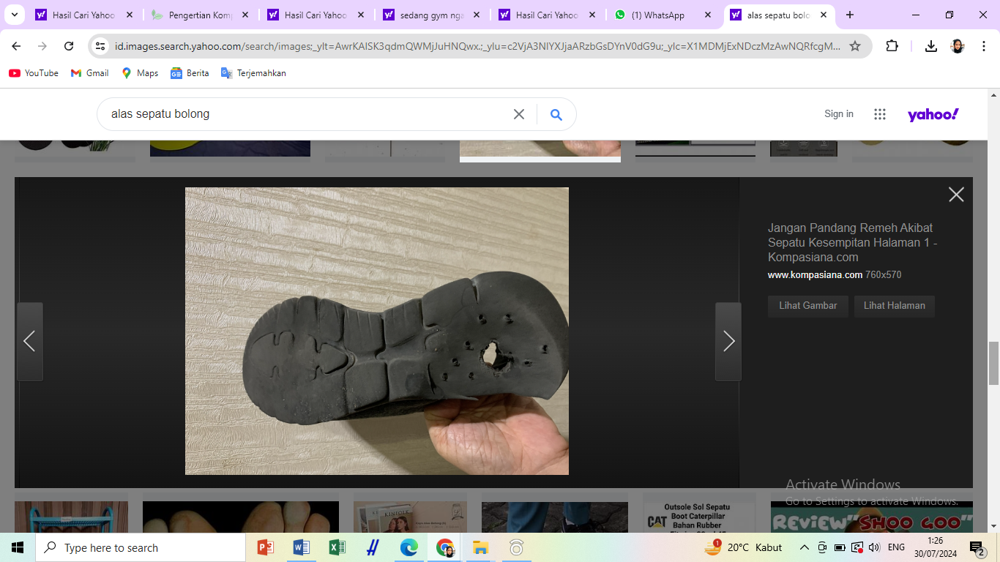 Hasil Cari Yahoo
Pengertian Komp
Hasil Cari Yahoo
sedang gym nga
Hasil Cari Yahoo
(1) WhatsApp
alas sepatu bolo
id.images.search.yahoo.com/search/images;_ylt=AwrKAISK3qdmQWMjJuHNQwx.;_ylu=c2VjA3NlYXJjaARzbGsDYnV0dG9u;_ylc=X1MDMjExNDczMzAwNQRfcgM...
YouTube
Gmail
Maps
Berita
Terjemahkan
alas sepatu bolong
Sign in
yahoo!
Jangan Pandang Remeh Akibat
Sepatu Kesempitan Halaman 1 -
Kompasiana.com
www.kompasiana.com 760x570
Lihat Gambar
Lihat Halaman
Activate Windows
Go to Settings to activate Windows.
KINFOLK
CAT
Outsole Sol Sepatu
Boot Caterpillar
Bahan Rubber
REVIEW "SHOO GOO"
Type here to search
1
20°C Kabut
ENG
1:26
30/07/2024
2